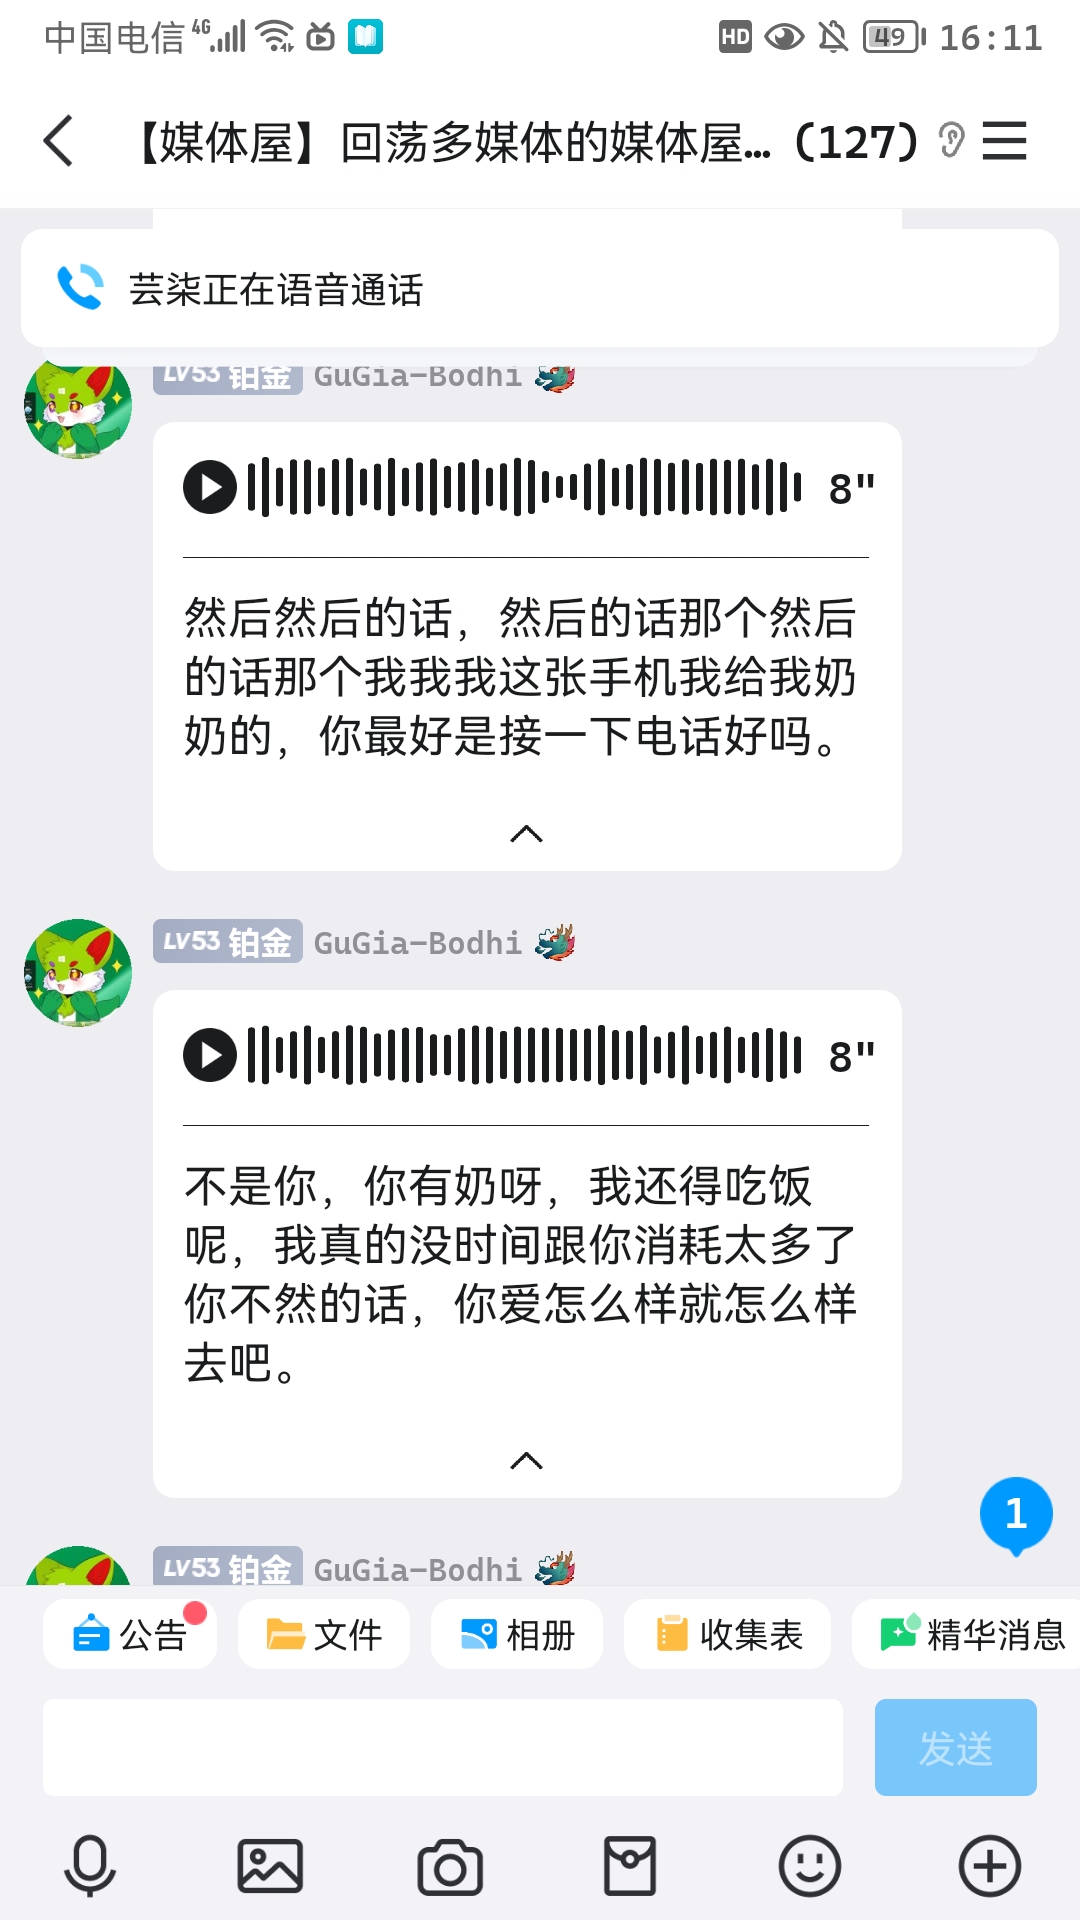 中国电信 4G HD 49 16:11
【媒体屋】回荡多媒体的媒体屋... (127)
芸柒正在语音通话
LV53 铂金 GuGia-Bodhi
8"
然后然后的话，然后的话那个然后
的话那个我我我这张手机我给我奶
奶的，你最好是接一下电话好吗。
LV53 铂金 GuGia-Bodhi
8"
不是你，你有奶呀，我还得吃饭
呢，我真的没时间跟你消耗太多了
你不然的话，你爱怎么样就怎么样
去吧。
1
LV53 铂金 GuGia-Bodhi
公告 文件 相册 收集表 精华消息
发送